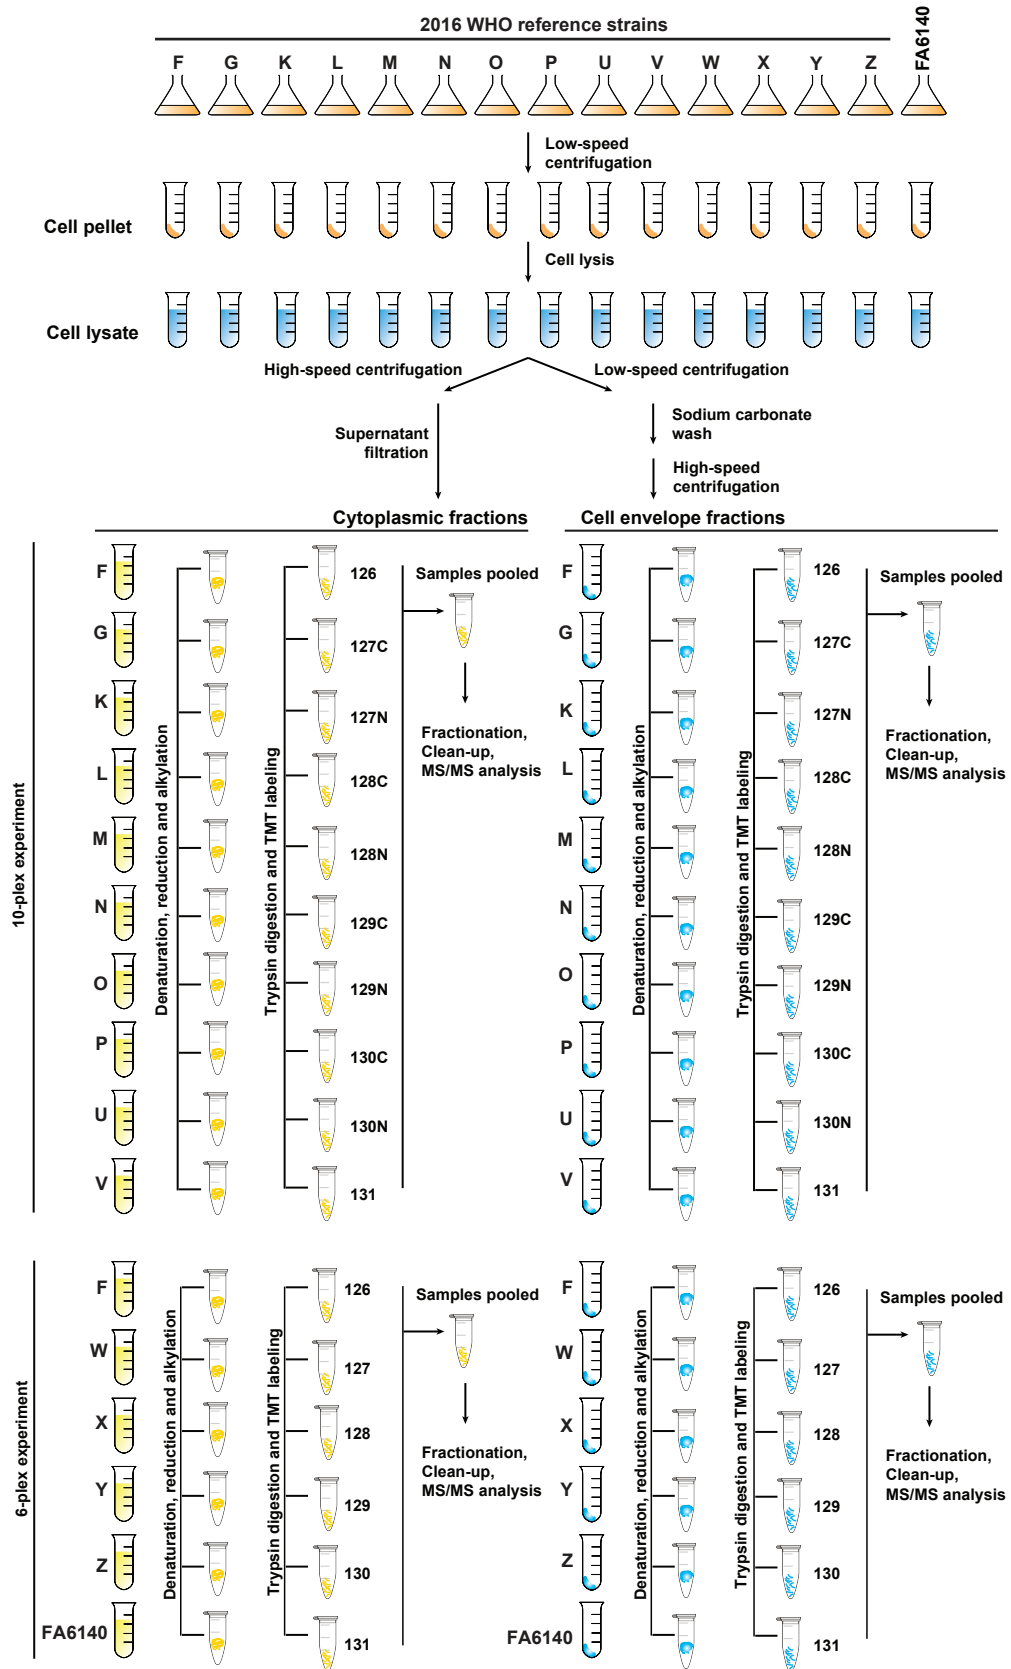 2016 WHO reference strains
F G K L M N O P U V W X Y Z FA6140
Low-speed
centrifugation
Cell pellet
Cell lysis
Cell lysate
High-speed centrifugation
Low-speed centrifugation
Supernatant
filtration
Sodium carbonate
wash
High-speed
centrifugation
Cytoplasmic fractions
Cell envelope fractions
10-plex experiment
F
G
K
L
M
N
O
P
U
V
Denaturation, reduction and alkylation
Trypsin digestion and TMT labeling
126
127C
127N
128C
128N
129C
129N
130C
130N
131
Samples pooled
Fractionation,
Clean-up,
MS/MS analysis
F
G
K
L
M
N
O
P
U
V
Denaturation, reduction and alkylation
Trypsin digestion and TMT labeling
126
127C
127N
128C
128N
129C
129N
130C
130N
131
Samples pooled
Fractionation,
Clean-up,
MS/MS analysis
6-plex experiment
F
W
X
Y
Z
FA6140
Denaturation, reduction and alkylation
Trypsin digestion and TMT labeling
126
127
128
129
130
131
Samples pooled
Fractionation,
Clean-up,
MS/MS analysis
F
W
X
Y
Z
FA6140
Denaturation, reduction and alkylation
Trypsin digestion and TMT labeling
126
127
128
129
130
131
Samples pooled
Fractionation,
Clean-up,
MS/MS analysis